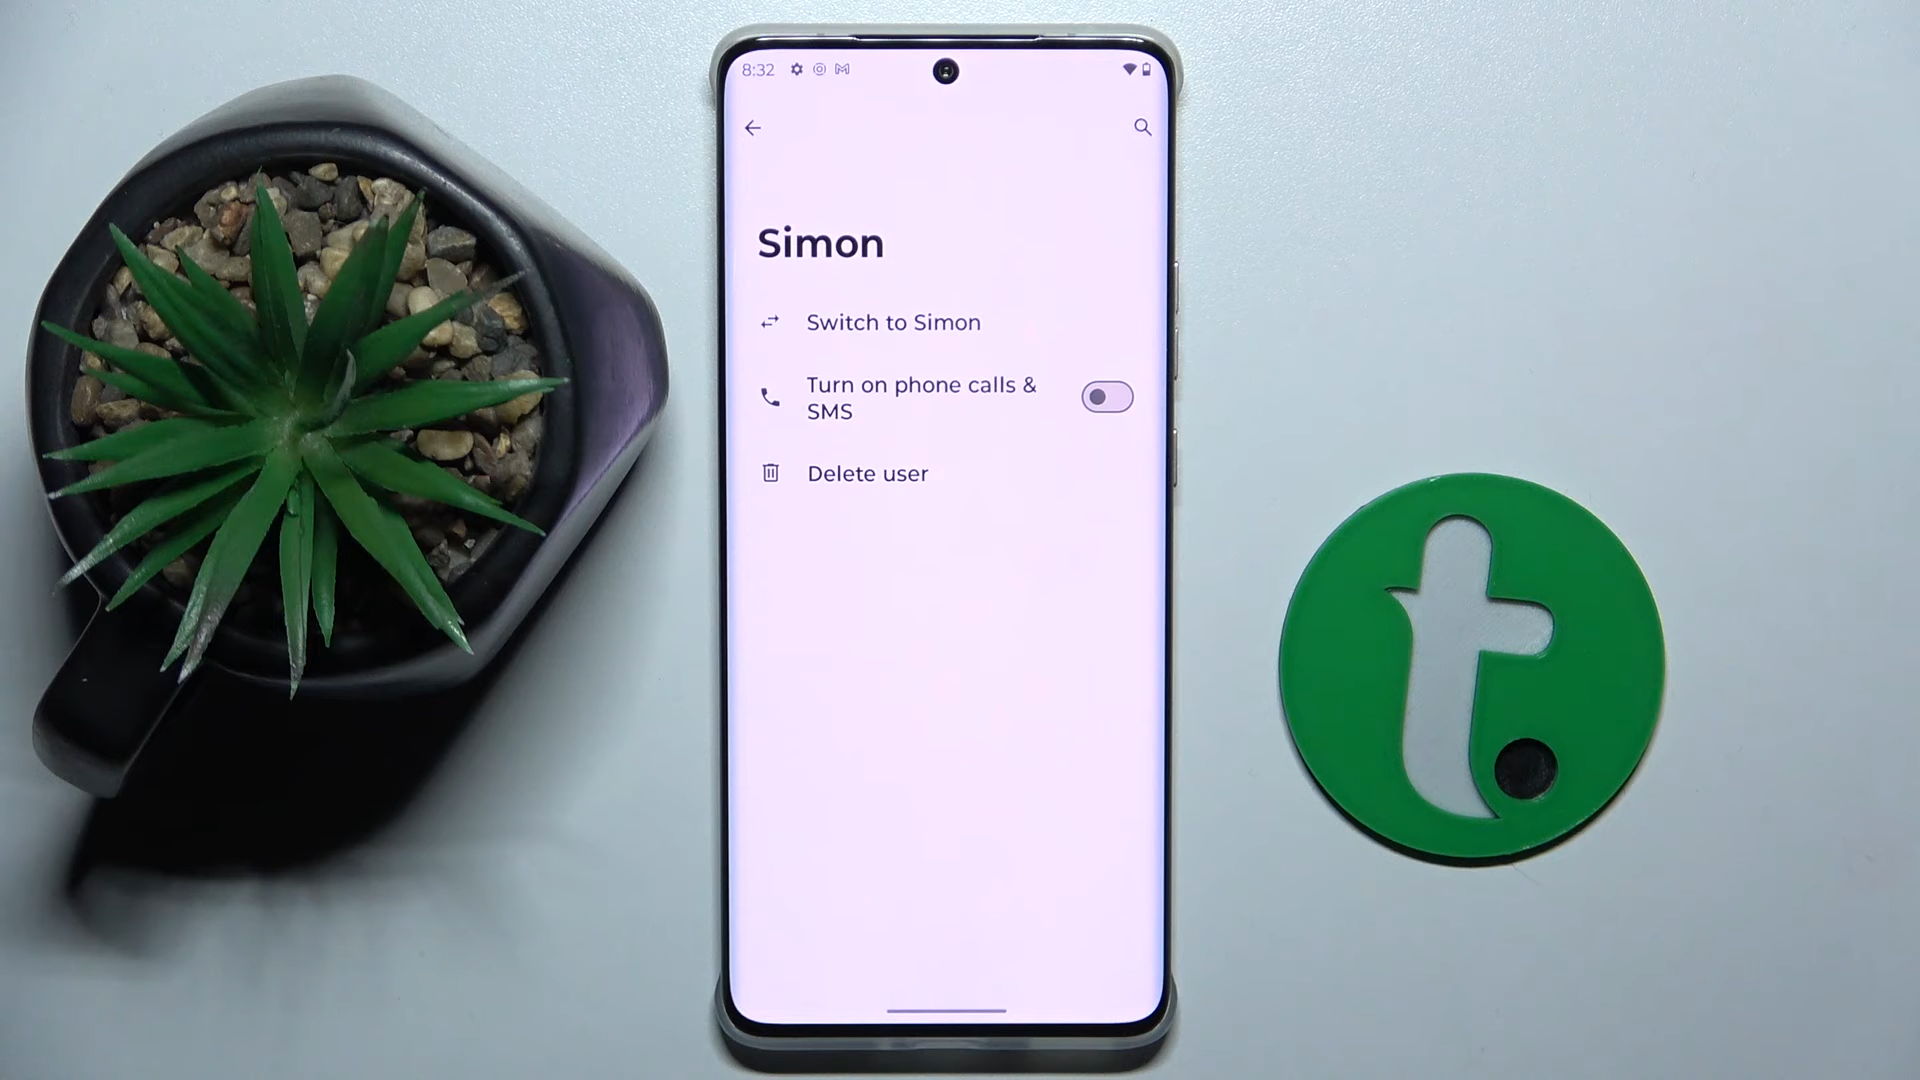 8:32
Simon
Switch to Simon
Turn on phone calls &
SMS
Delete user
t